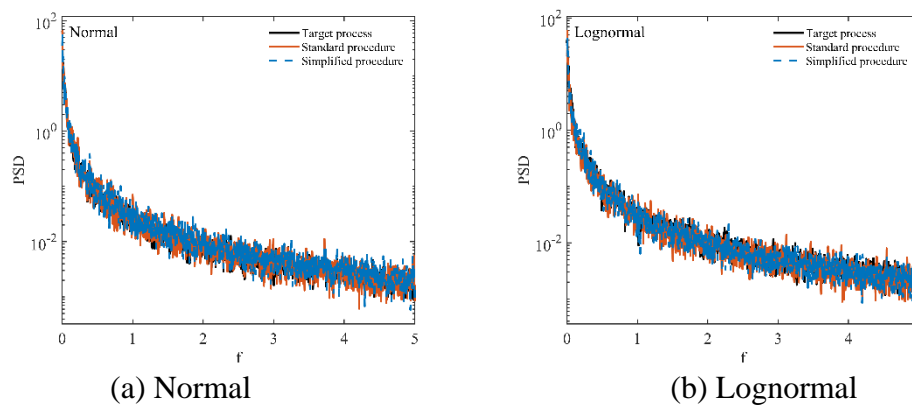 Normal
Target process
Standard procedure
Simplified procedure
PSD
10^2
10^0
10^-2
0 1 2 3 4 5
f
(a) Normal
Lognormal
Target process
Standard procedure
Simplified procedure
PSD
10^2
10^0
10^-2
0 1 2 3 4
f
(b) Lognormal